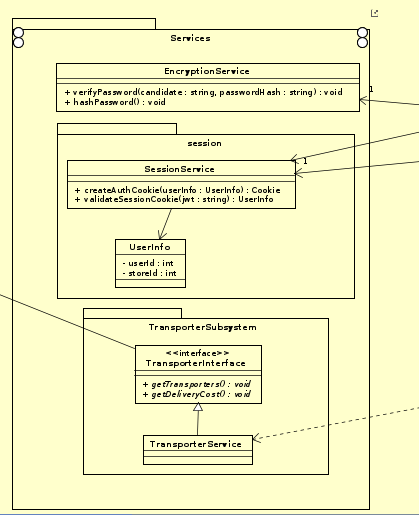 Services
EncryptionService
+ verifyPassword(candidate : string, passwordHash : string) : void
+ hashPassword() : void
1
session
SessionService
1
+ createAuthCookie(userInfo : UserInfo) : Cookie
+ validateSessionCookie(jwt : string) : UserInfo
UserInfo
- userId : int
- storeId : int
TransporterSubsystem
<<interface>>
TransporterInterface
+ getTransporters() : void
+ getDeliveryCost() : void
TransporterService